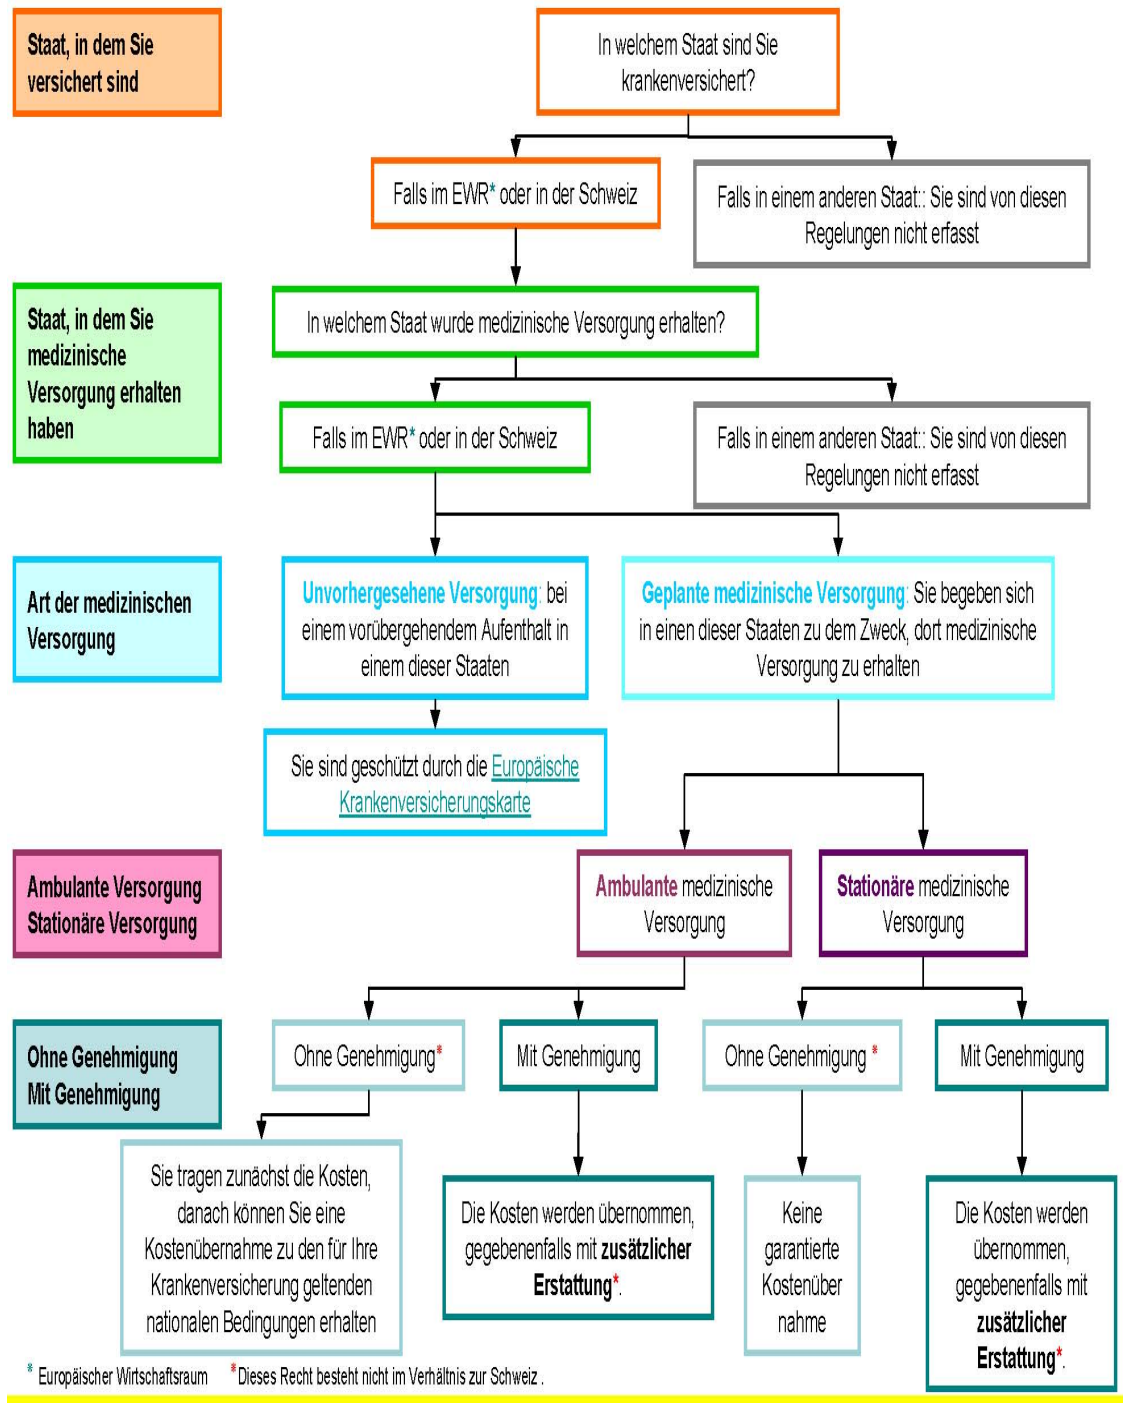 Staat, in dem Sie
versichert sind
In welchem Staat sind Sie
krankenversichert?
Falls im EWR* oder in der Schweiz
Falls in einem anderen Staat:: Sie sind von diesen
Regelungen nicht erfasst
Staat, in dem Sie
medizinische
Versorgung erhalten
haben
In welchem Staat wurde medizinische Versorgung erhalten?
Falls im EWR* oder in der Schweiz
Falls in einem anderen Staat:: Sie sind von diesen
Regelungen nicht erfasst
Art der medizinischen
Versorgung
Unvorhergesehene Versorgung: bei
einem vorübergehendem Aufenthalt in
einem dieser Staaten
Geplante medizinische Versorgung: Sie begeben sich
in einen dieser Staaten zu dem Zweck, dort medizinische
Versorgung zu erhalten
Sie sind geschützt durch die Europäische
Krankenversicherungskarte
Ambulante Versorgung
Stationäre Versorgung
Ambulante medizinische
Versorgung
Stationäre medizinische
Versorgung
Ohne Genehmigung
Mit Genehmigung
Ohne Genehmigung*
Mit Genehmigung
Ohne Genehmigung *
Mit Genehmigung
Sie tragen zunächst die Kosten,
danach können Sie eine
Kostenübernahme zu den für Ihre
Krankenversicherung geltenden
nationalen Bedingungen erhalten
Die Kosten werden übernommen,
gegebenenfalls mit zusätzlicher
Erstattung*.
Keine
garantierte
Kostenüber
nahme
Die Kosten werden
übernommen,
gegebenenfalls mit
zusätzlicher
Erstattung*.
* Europäischer Wirtschaftsraum *Dieses Recht besteht nicht im Verhältnis zur Schweiz .